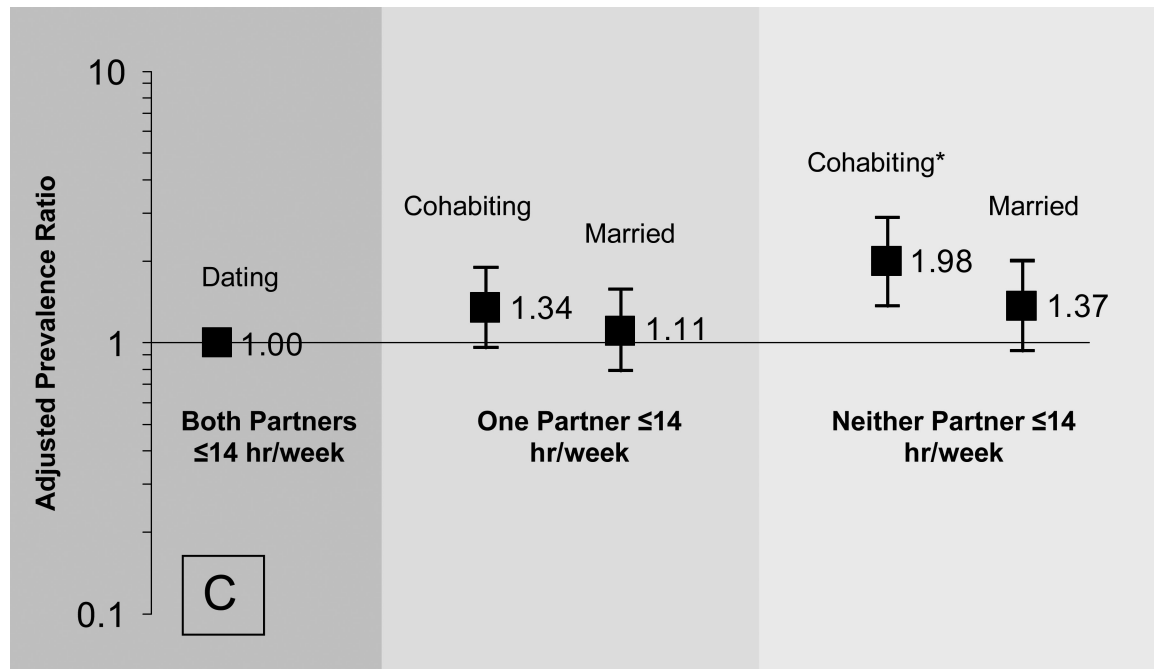 Adjusted Prevalence Ratio
10
1
0.1
Dating
1.00
Both Partners
≤14 hr/week
C
Cohabiting
1.34
Married
1.11
One Partner ≤14
hr/week
Cohabiting*
1.98
Married
1.37
Neither Partner ≤14
hr/week